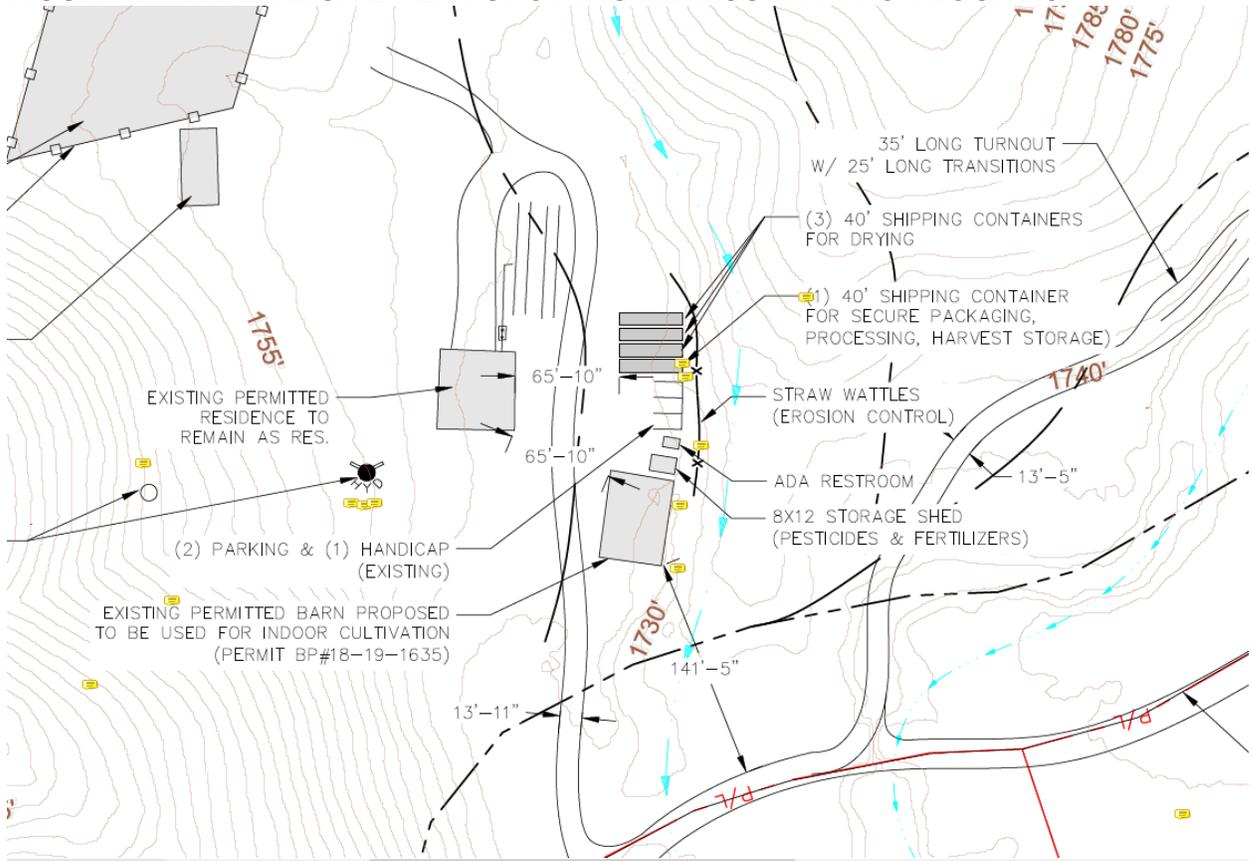 1785'
1780'
1775'
35' LONG TURNOUT
W/ 25' LONG TRANSITIONS
(3) 40' SHIPPING CONTAINERS
FOR DRYING
(1) 40' SHIPPING CONTAINER
FOR SECURE PACKAGING,
PROCESSING, HARVEST STORAGE)
1755'
65'-10"
1740'
EXISTING PERMITTED
RESIDENCE TO
REMAIN AS RES.
STRAW WATTLES
(EROSION CONTROL)
65'-10"
ADA RESTROOM
13'-5"
HYD
8X12 STORAGE SHED
(PESTICIDES & FERTILIZERS)
(2) PARKING & (1) HANDICAP
(EXISTING)
EXISTING PERMITTED BARN PROPOSED
TO BE USED FOR INDOOR CULTIVATION
(PERMIT BP#18-19-1635)
1730'
141'-5"
13'-11"
P/L
P/L